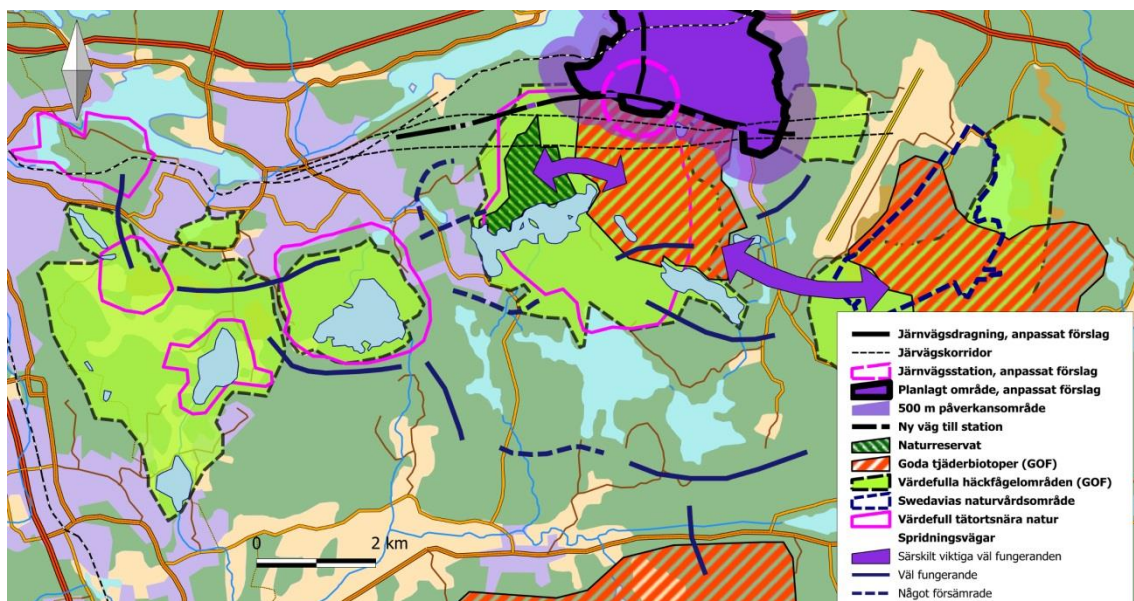 0 2 km
Järnvägsdragning, anpassat förslag
Järvägskorridor
Järnvägsstation, anpassat förslag
Planlagt område, anpassat förslag
500 m påverkansområde
Ny väg till station
Naturreservat
Goda tjäderbiotoper (GOF)
Värdefulla häckfågelområden (GOF)
Swedavias naturvårdsområde
Värdefull tätortsnära natur
Spridningsvägar
Särskilt viktiga väl fungeranden
Väl fungerande
Något försämrade